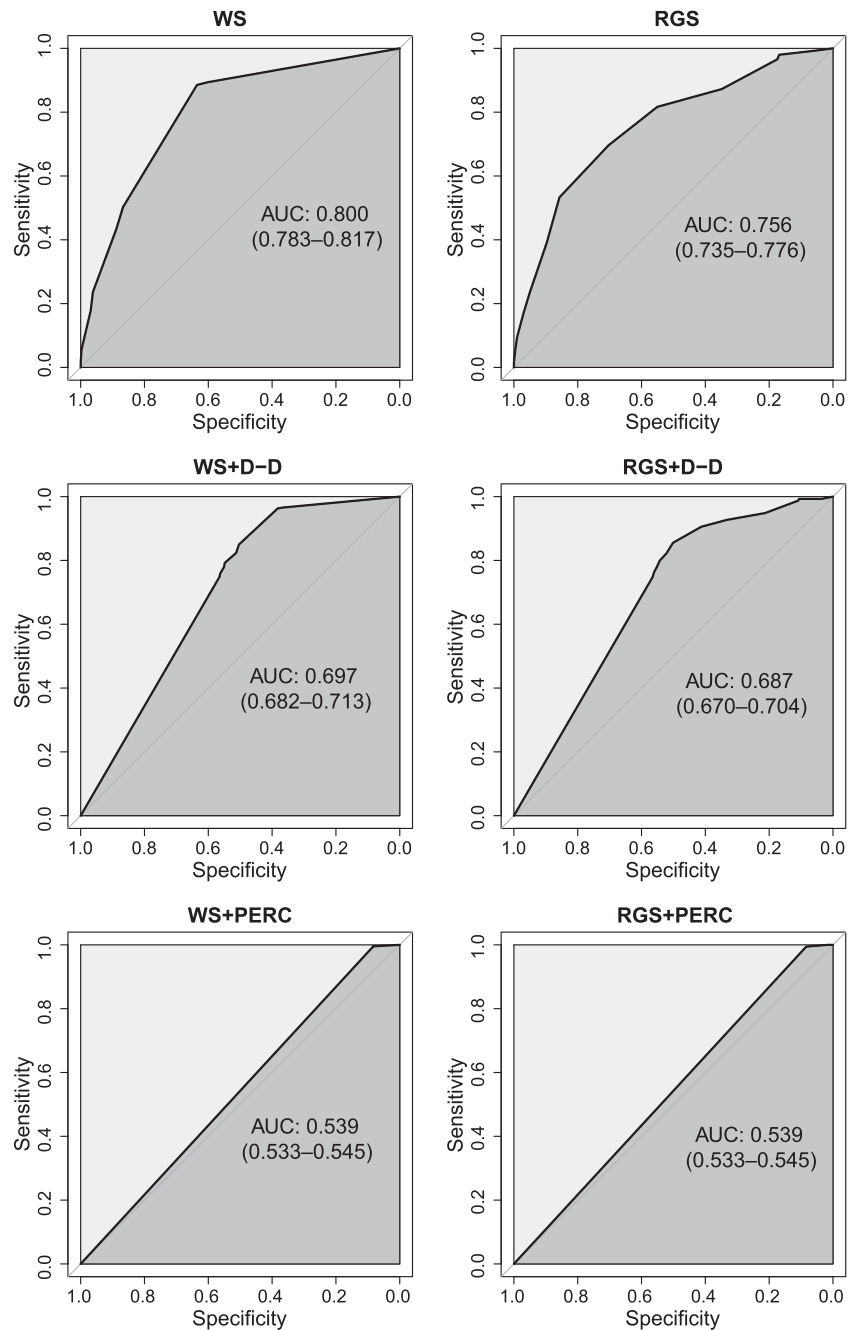 WS
1.0
0.8
0.6
0.4
0.2
0.0
Sensitivity
AUC: 0.800
(0.783–0.817)
1.0 0.8 0.6 0.4 0.2 0.0
Specificity
RGS
1.0
0.8
0.6
0.4
0.2
0.0
Sensitivity
AUC: 0.756
(0.735–0.776)
1.0 0.8 0.6 0.4 0.2 0.0
Specificity
WS+D−D
1.0
0.8
0.6
0.4
0.2
0.0
Sensitivity
AUC: 0.697
(0.682–0.713)
1.0 0.8 0.6 0.4 0.2 0.0
Specificity
RGS+D−D
1.0
0.8
0.6
0.4
0.2
0.0
Sensitivity
AUC: 0.687
(0.670–0.704)
1.0 0.8 0.6 0.4 0.2 0.0
Specificity
WS+PERC
1.0
0.8
0.6
0.4
0.2
0.0
Sensitivity
AUC: 0.539
(0.533–0.545)
1.0 0.8 0.6 0.4 0.2 0.0
Specificity
RGS+PERC
1.0
0.8
0.6
0.4
0.2
0.0
Sensitivity
AUC: 0.539
(0.533–0.545)
1.0 0.8 0.6 0.4 0.2 0.0
Specificity